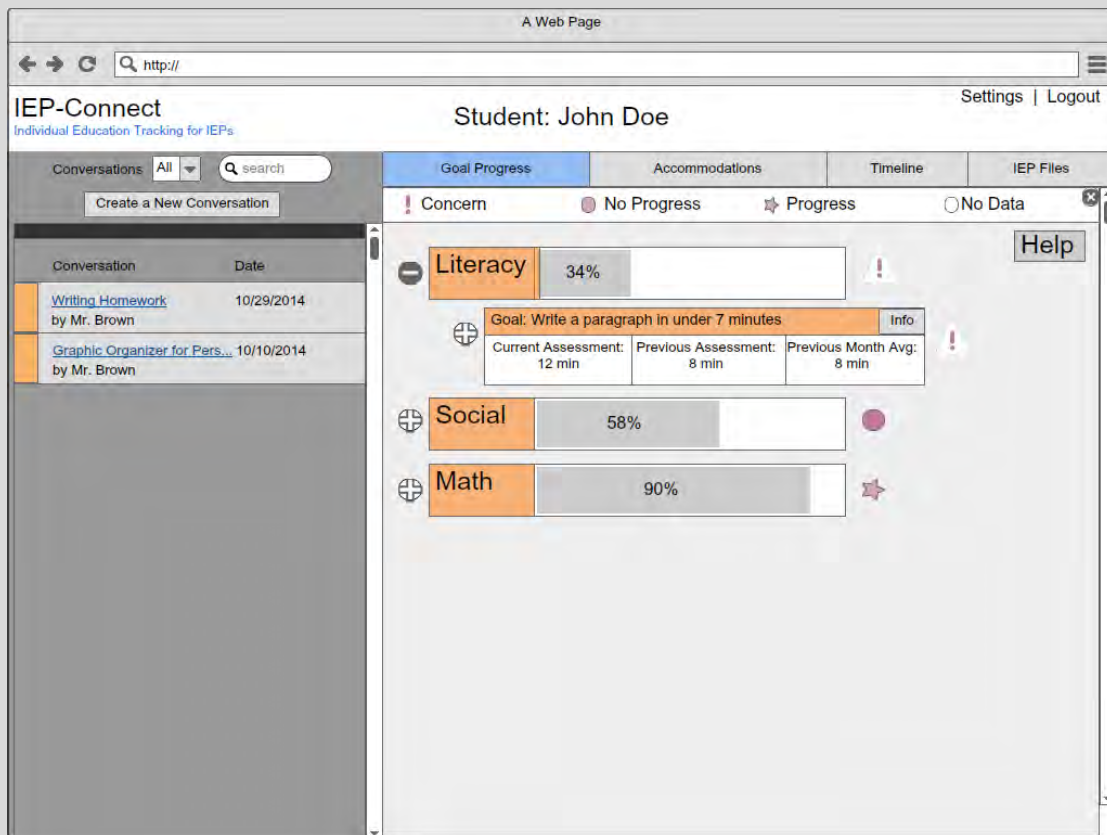 A Web Page
http://
IEP-Connect
Individual Education Tracking for IEPs
Student: John Doe
Settings | Logout
Conversations All search
Create a New Conversation
Conversation Date
Writing Homework 10/29/2014
by Mr. Brown
Graphic Organizer for Pers... 10/10/2014
by Mr. Brown
Goal Progress Accommodations Timeline IEP Files
! Concern No Progress Progress No Data
Help
Literacy 34% !
Goal: Write a paragraph in under 7 minutes Info
!
Current Assessment: Previous Assessment: Previous Month Avg:
12 min 8 min 8 min
Social 58%
Math 90%